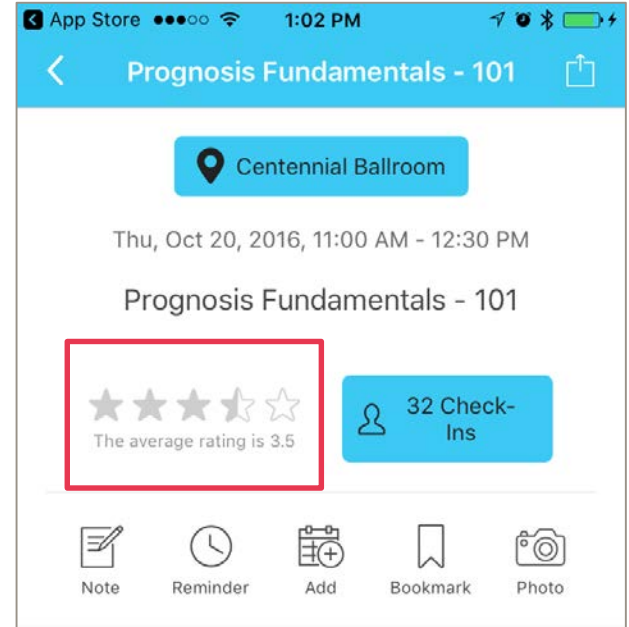 App Store 1:02 PM
Prognosis Fundamentals - 101
Centennial Ballroom
Thu, Oct 20, 2016, 11:00 AM - 12:30 PM
Prognosis Fundamentals - 101
The average rating is 3.5
32 Check-
Ins
Note Reminder Add Bookmark Photo